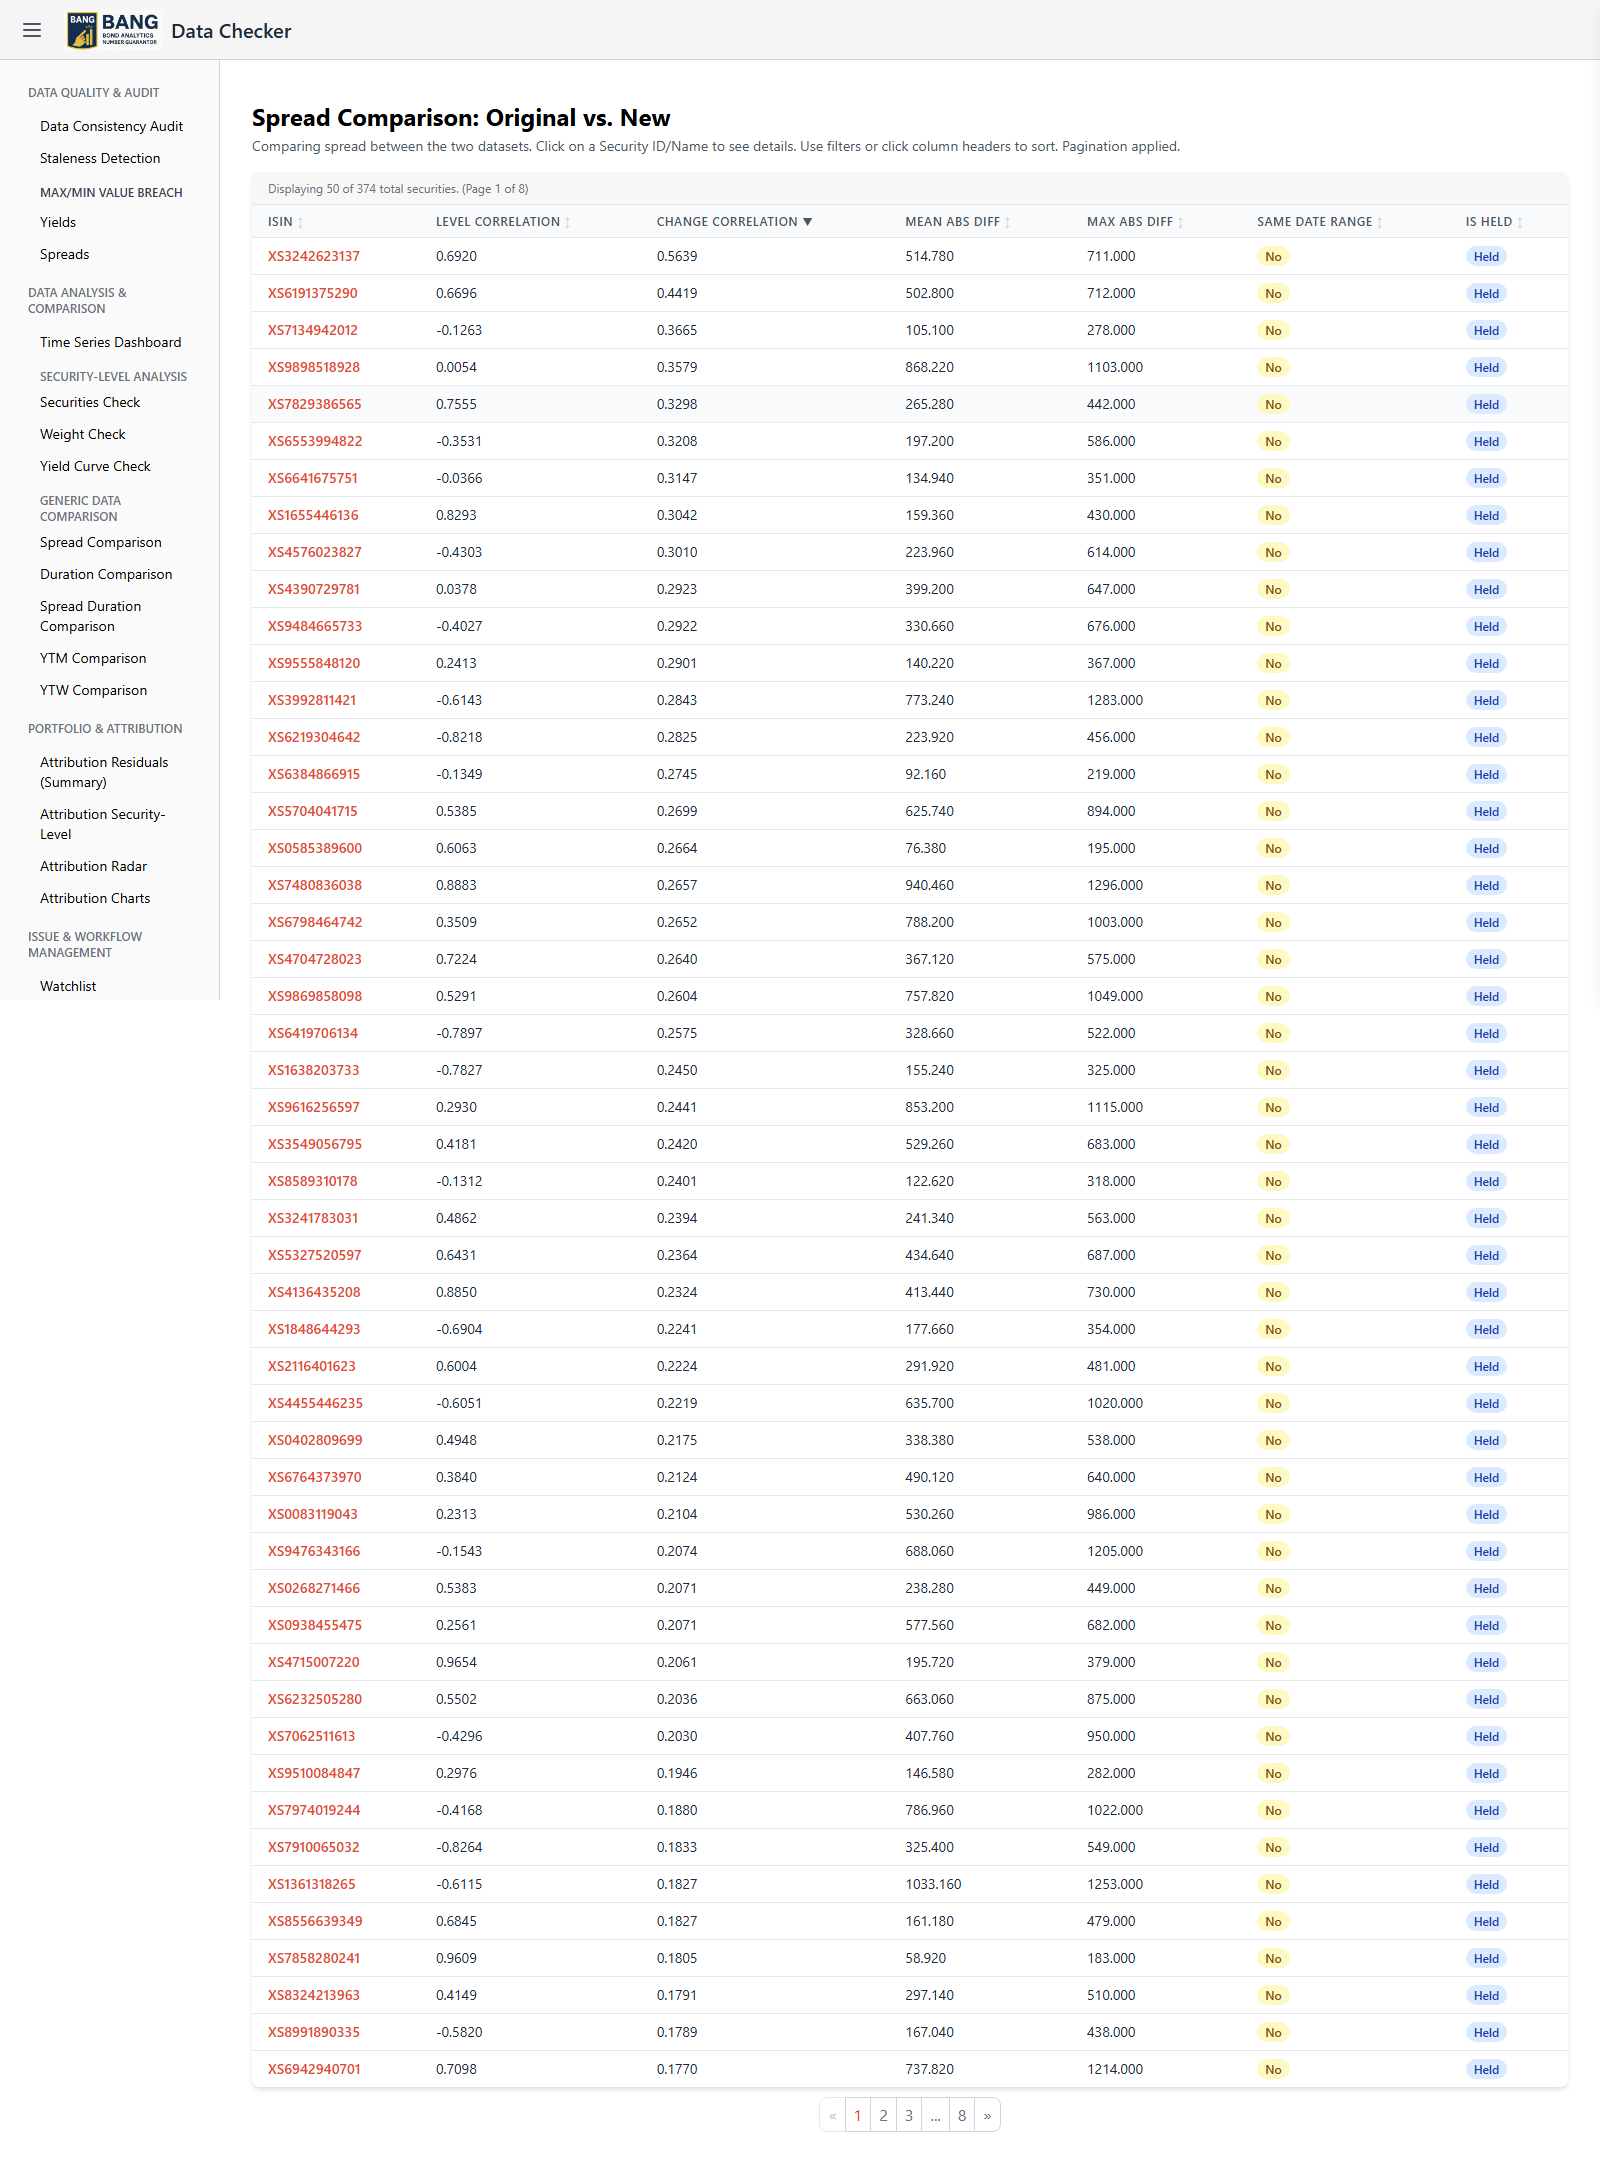 BANG
BANG
BOND ANALYTICS
NUMBER GUARANTOR
Data Checker
DATA QUALITY & AUDIT
Data Consistency Audit
Staleness Detection
MAX/MIN VALUE BREACH
Yields
Spreads
DATA ANALYSIS &
COMPARISON
Time Series Dashboard
SECURITY-LEVEL ANALYSIS
Securities Check
Weight Check
Yield Curve Check
GENERIC DATA
COMPARISON
Spread Comparison
Duration Comparison
Spread Duration
Comparison
YTM Comparison
YTW Comparison
PORTFOLIO & ATTRIBUTION
Attribution Residuals
(Summary)
Attribution Security-
Level
Attribution Radar
Attribution Charts
ISSUE & WORKFLOW
MANAGEMENT
Watchlist
Spread Comparison: Original vs. New
Comparing spread between the two datasets. Click on a Security ID/Name to see details. Use filters or click column headers to sort. Pagination applied.
Displaying 50 of 374 total securities. (Page 1 of 8)
ISIN ↕ LEVEL CORRELATION ↕ CHANGE CORRELATION ▼ MEAN ABS DIFF ↕ MAX ABS DIFF ↕ SAME DATE RANGE ↕ IS HELD ↕
XS3242623137 0.6920 0.5639 514.780 711.000 No Held
XS6191375290 0.6696 0.4419 502.800 712.000 No Held
XS7134942012 -0.1263 0.3665 105.100 278.000 No Held
XS9898518928 0.0054 0.3579 868.220 1103.000 No Held
XS7829386565 0.7555 0.3298 265.280 442.000 No Held
XS6553994822 -0.3531 0.3208 197.200 586.000 No Held
XS6641675751 -0.0366 0.3147 134.940 351.000 No Held
XS1655446136 0.8293 0.3042 159.360 430.000 No Held
XS4576023827 -0.4303 0.3010 223.960 614.000 No Held
XS4390729781 0.0378 0.2923 399.200 647.000 No Held
XS9484665733 -0.4027 0.2922 330.660 676.000 No Held
XS9555848120 0.2413 0.2901 140.220 367.000 No Held
XS3992811421 -0.6143 0.2843 773.240 1283.000 No Held
XS6219304642 -0.8218 0.2825 223.920 456.000 No Held
XS6384866915 -0.1349 0.2745 92.160 219.000 No Held
XS5704041715 0.5385 0.2699 625.740 894.000 No Held
XS0585389600 0.6063 0.2664 76.380 195.000 No Held
XS7480836038 0.8883 0.2657 940.460 1296.000 No Held
XS6798464742 0.3509 0.2652 788.200 1003.000 No Held
XS4704728023 0.7224 0.2640 367.120 575.000 No Held
XS9869858098 0.5291 0.2604 757.820 1049.000 No Held
XS6419706134 -0.7897 0.2575 328.660 522.000 No Held
XS1638203733 -0.7827 0.2450 155.240 325.000 No Held
XS9616256597 0.2930 0.2441 853.200 1115.000 No Held
XS3549056795 0.4181 0.2420 529.260 683.000 No Held
XS8589310178 -0.1312 0.2401 122.620 318.000 No Held
XS3241783031 0.4862 0.2394 241.340 563.000 No Held
XS5327520597 0.6431 0.2364 434.640 687.000 No Held
XS4136435208 0.8850 0.2324 413.440 730.000 No Held
XS1848644293 -0.6904 0.2241 177.660 354.000 No Held
XS2116401623 0.6004 0.2224 291.920 481.000 No Held
XS4455446235 -0.6051 0.2219 635.700 1020.000 No Held
XS0402809699 0.4948 0.2175 338.380 538.000 No Held
XS6764373970 0.3840 0.2124 490.120 640.000 No Held
XS0083119043 0.2313 0.2104 530.260 986.000 No Held
XS9476343166 -0.1543 0.2074 688.060 1205.000 No Held
XS0268271466 0.5383 0.2071 238.280 449.000 No Held
XS0938455475 0.2561 0.2071 577.560 682.000 No Held
XS4715007220 0.9654 0.2061 195.720 379.000 No Held
XS6232505280 0.5502 0.2036 663.060 875.000 No Held
XS7062511613 -0.4296 0.2030 407.760 950.000 No Held
XS9510084847 0.2976 0.1946 146.580 282.000 No Held
XS7974019244 -0.4168 0.1880 786.960 1022.000 No Held
XS7910065032 -0.8264 0.1833 325.400 549.000 No Held
XS1361318265 -0.6115 0.1827 1033.160 1253.000 No Held
XS8556639349 0.6845 0.1827 161.180 479.000 No Held
XS7858280241 0.9609 0.1805 58.920 183.000 No Held
XS8324213963 0.4149 0.1791 297.140 510.000 No Held
XS8991890335 -0.5820 0.1789 167.040 438.000 No Held
XS6942940701 0.7098 0.1770 737.820 1214.000 No Held
« 1 2 3 ... 8 »